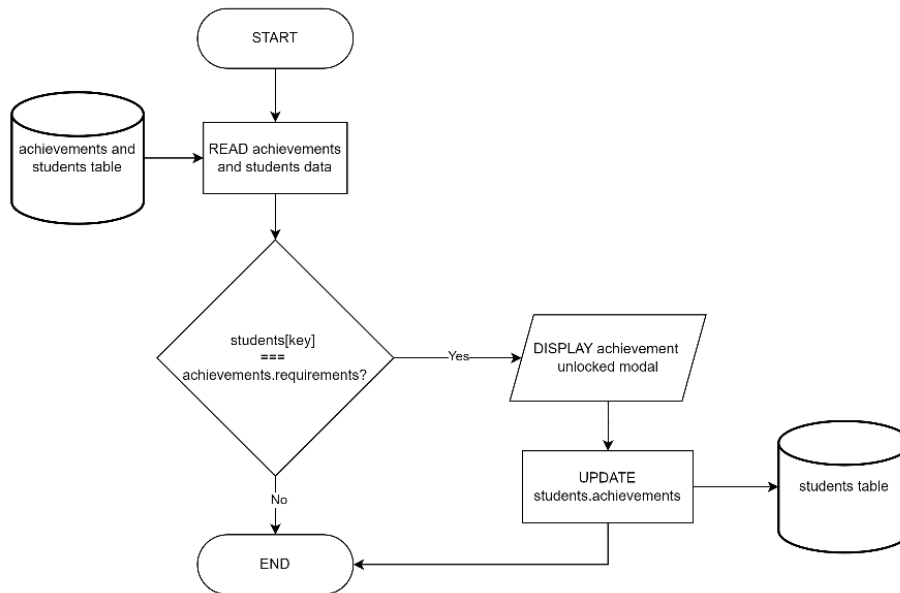 START
achievements and
students table
READ achievements
and students data
students[key]
===
achievements.requirements?
Yes
DISPLAY achievement
unlocked modal
UPDATE
students.achievements
students table
No
END